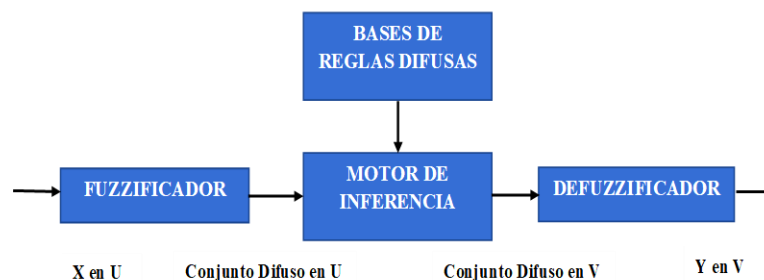 BASES DE
REGLAS DIFUSAS
FUZZIFICADOR
MOTOR DE
INFERENCIA
DEFUZZIFICADOR
X en U
Conjunto Difuso en U
Conjunto Difuso en V
Y en V